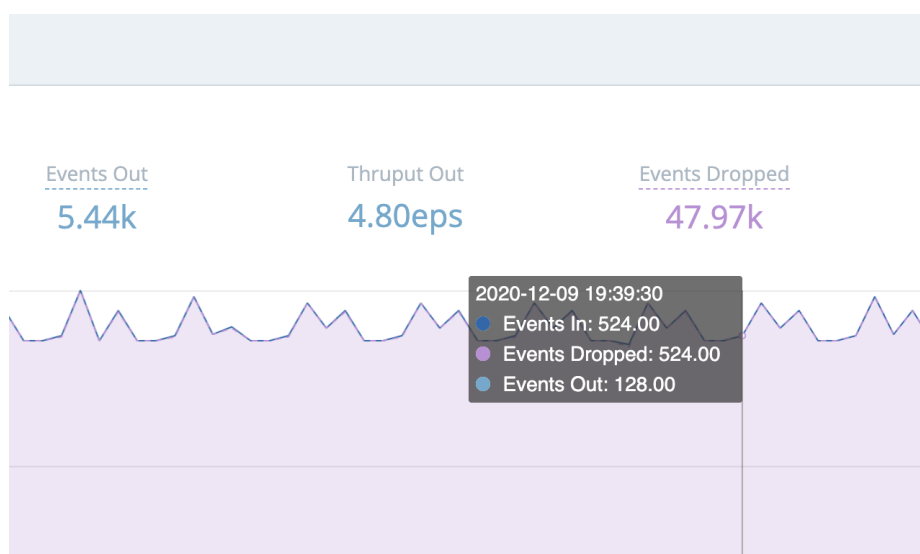 Events Out
Thruput Out
Events Dropped
5.44k
4.80eps
47.97k
2020-12-09 19:39:30
Events In: 524.00
Events Dropped: 524.00
Events Out: 128.00